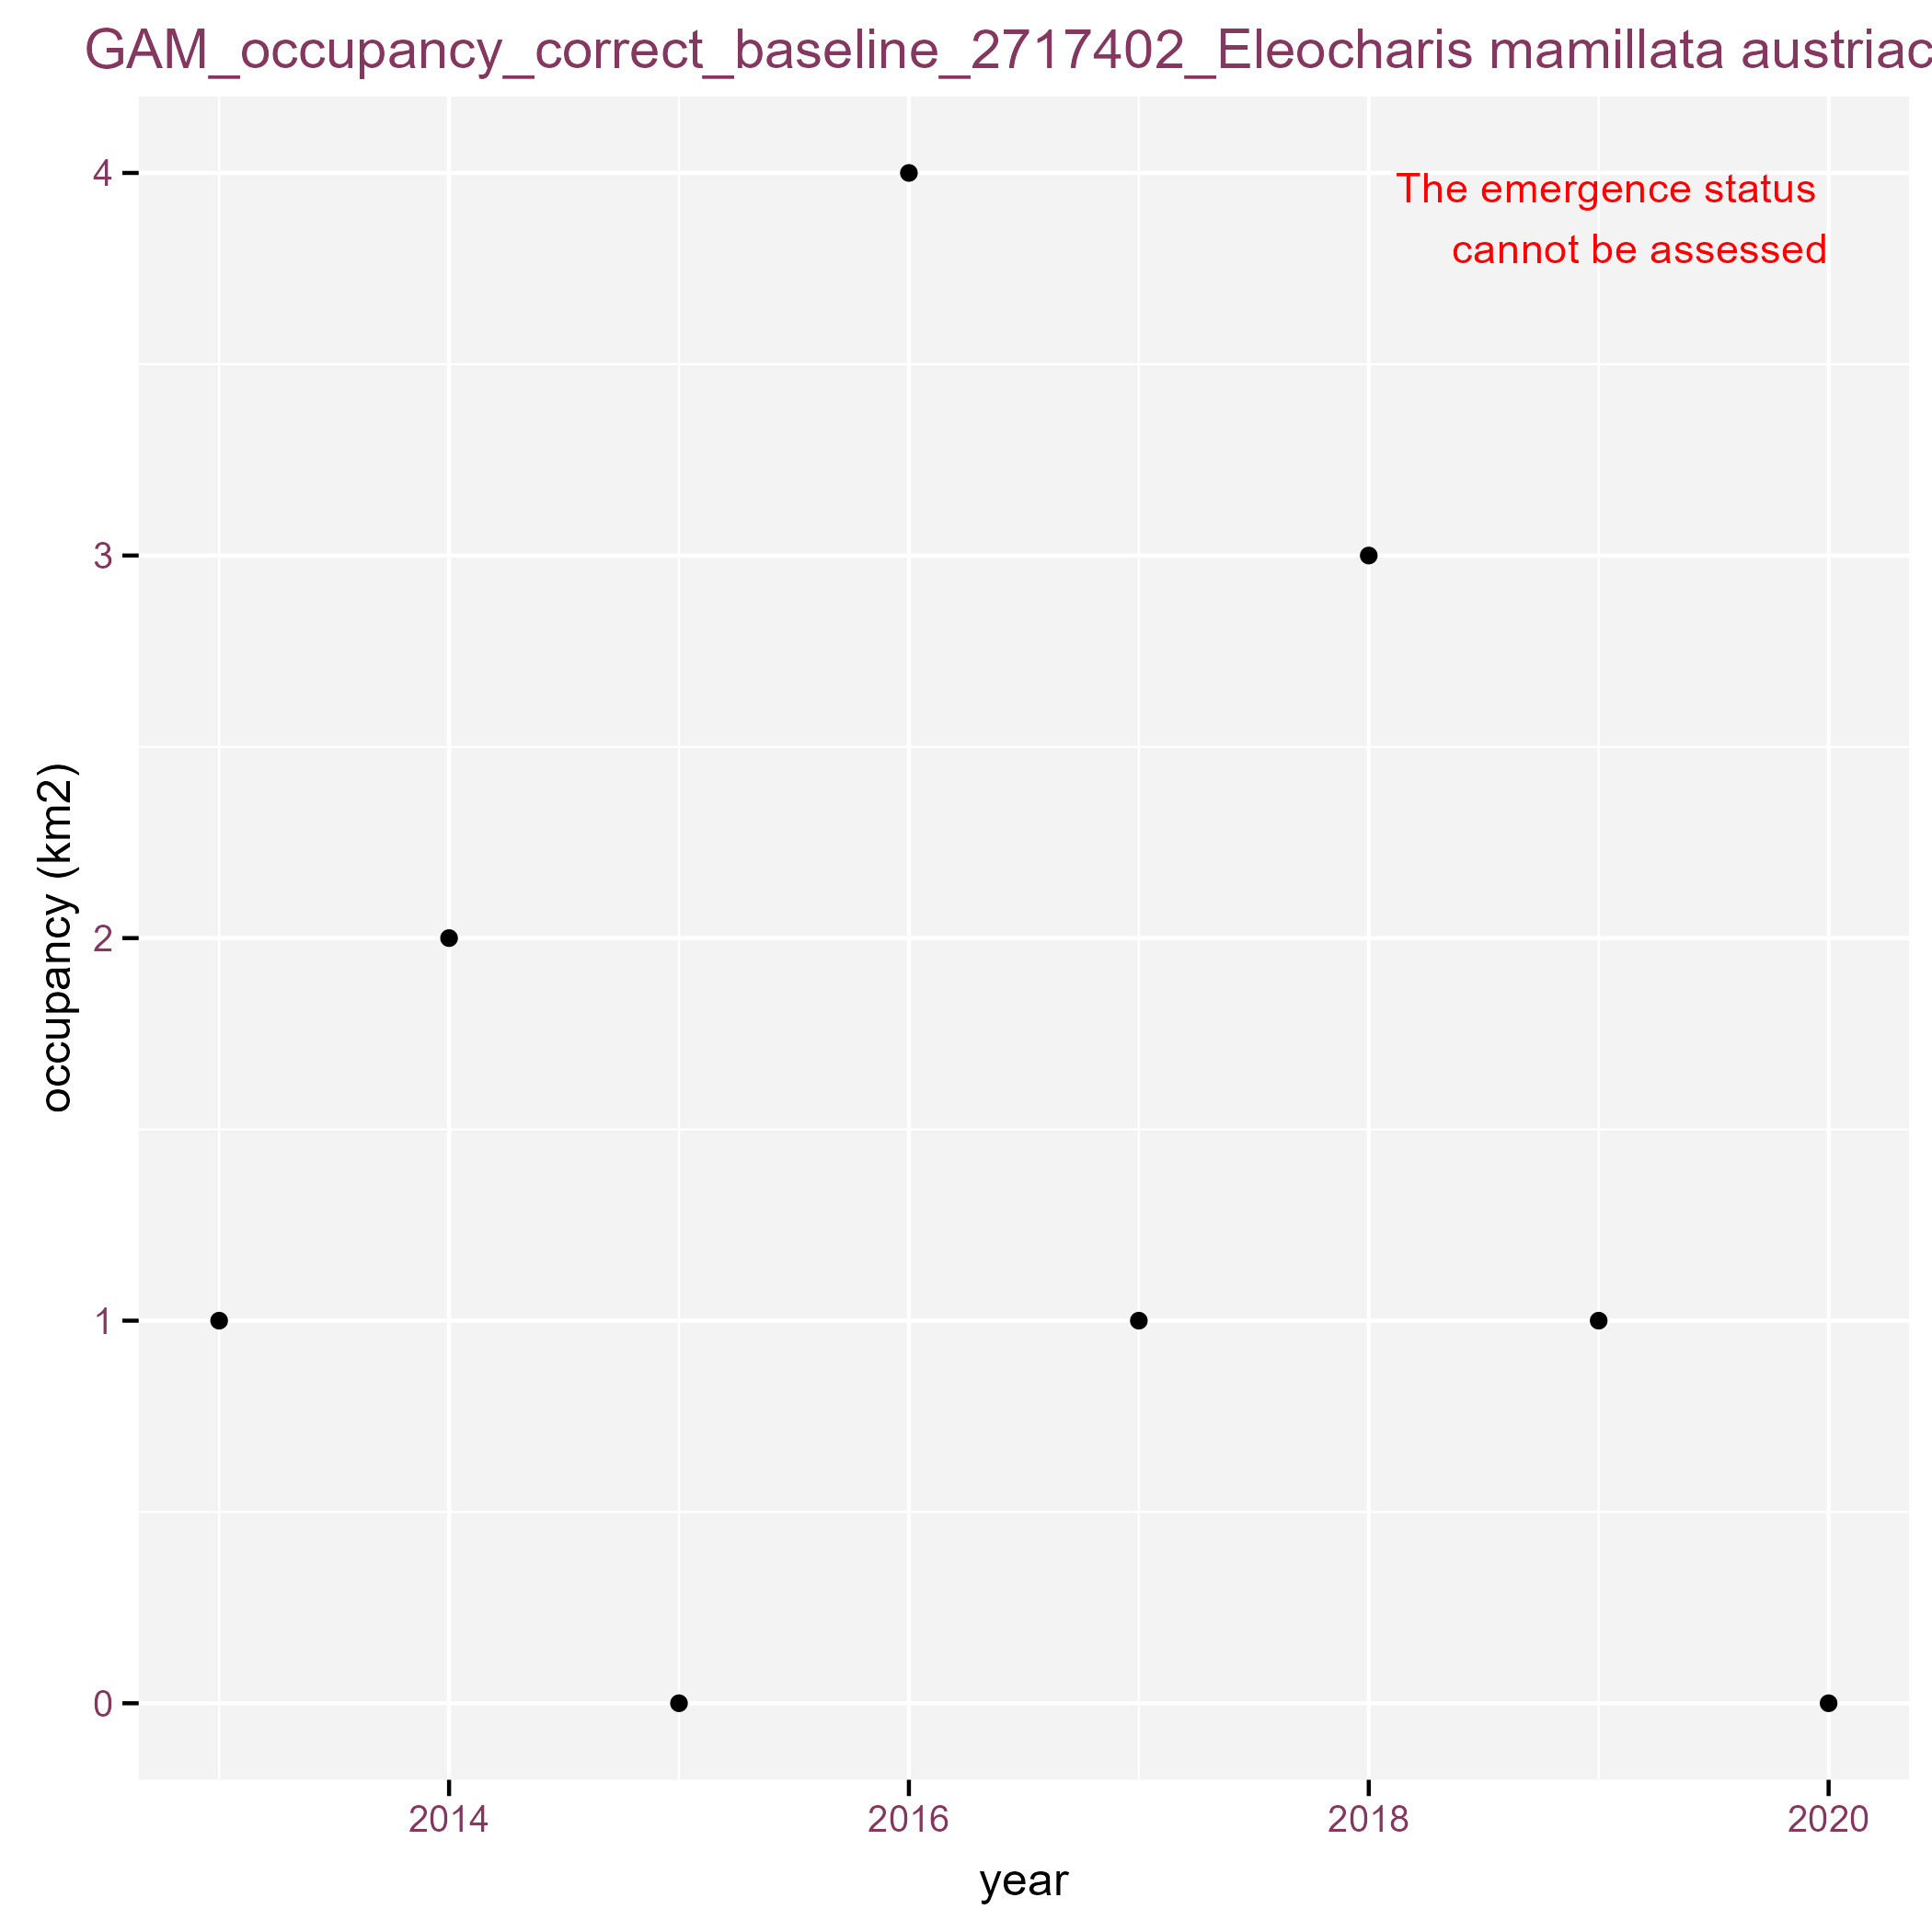 GAM_occupancy_correct_baseline_2717402_Eleocharis mamillata austriac
The emergence status
cannot be assessed
4
3
2
1
0
occupancy (km2)
2014 2016 2018 2020
year